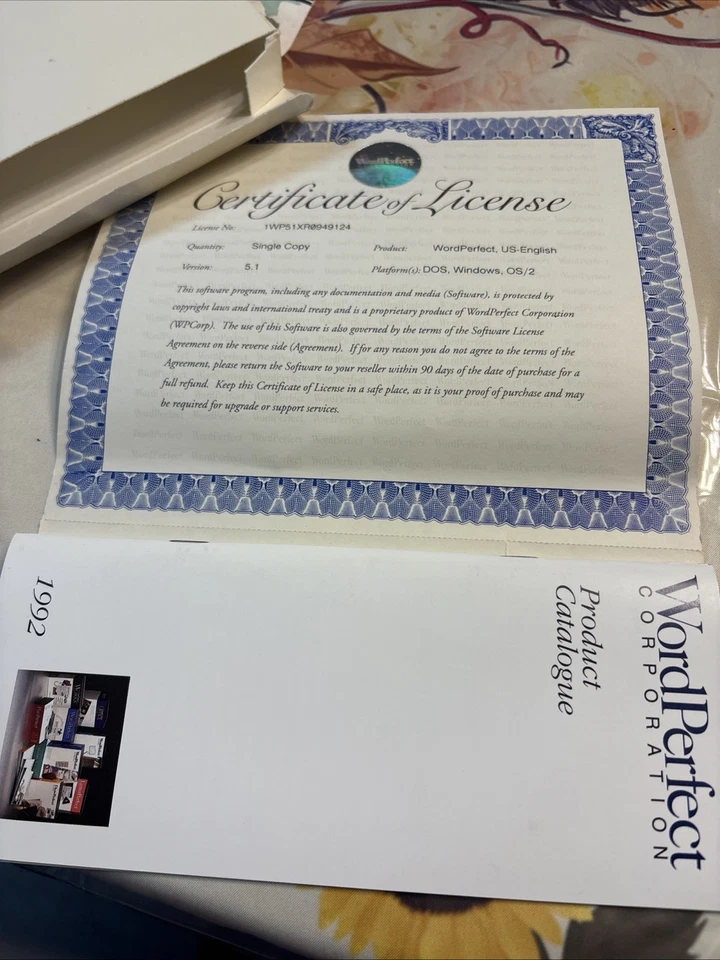 WordPerfect
Certificate of License
License No: 1WP51XR0949124
Quantity: Single Copy Product: WordPerfect, US-English
Version: 5.1 Platform(s): DOS, Windows, OS/2
This software program, including any documentation and media (Software), is protected by
copyright laws and international treaty and is a proprietary product of WordPerfect Corporation
(WPCorp). The use of this Software is also governed by the terms of the Software License
Agreement on the reverse side (Agreement). If for any reason you do not agree to the terms of the
Agreement, please return the Software to your reseller within 90 days of the date of purchase for a
full refund. Keep this Certificate of License in a safe place, as it is your proof of purchase and may
be required for upgrade or support services.
WordPerfect
CORPORATION
Product
Catalogue
1992